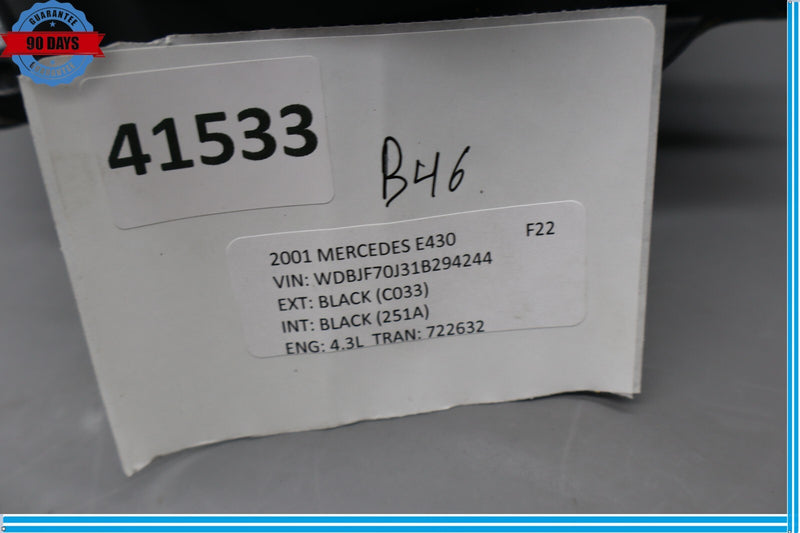 GUARANTEE
90 DAYS
GUARANTEE
41533
B46.
2001 MERCEDES E430 F22
VIN: WDBJF70J31B294244
EXT: BLACK (C033)
INT: BLACK (251A)
ENG: 4.3L TRAN: 722632